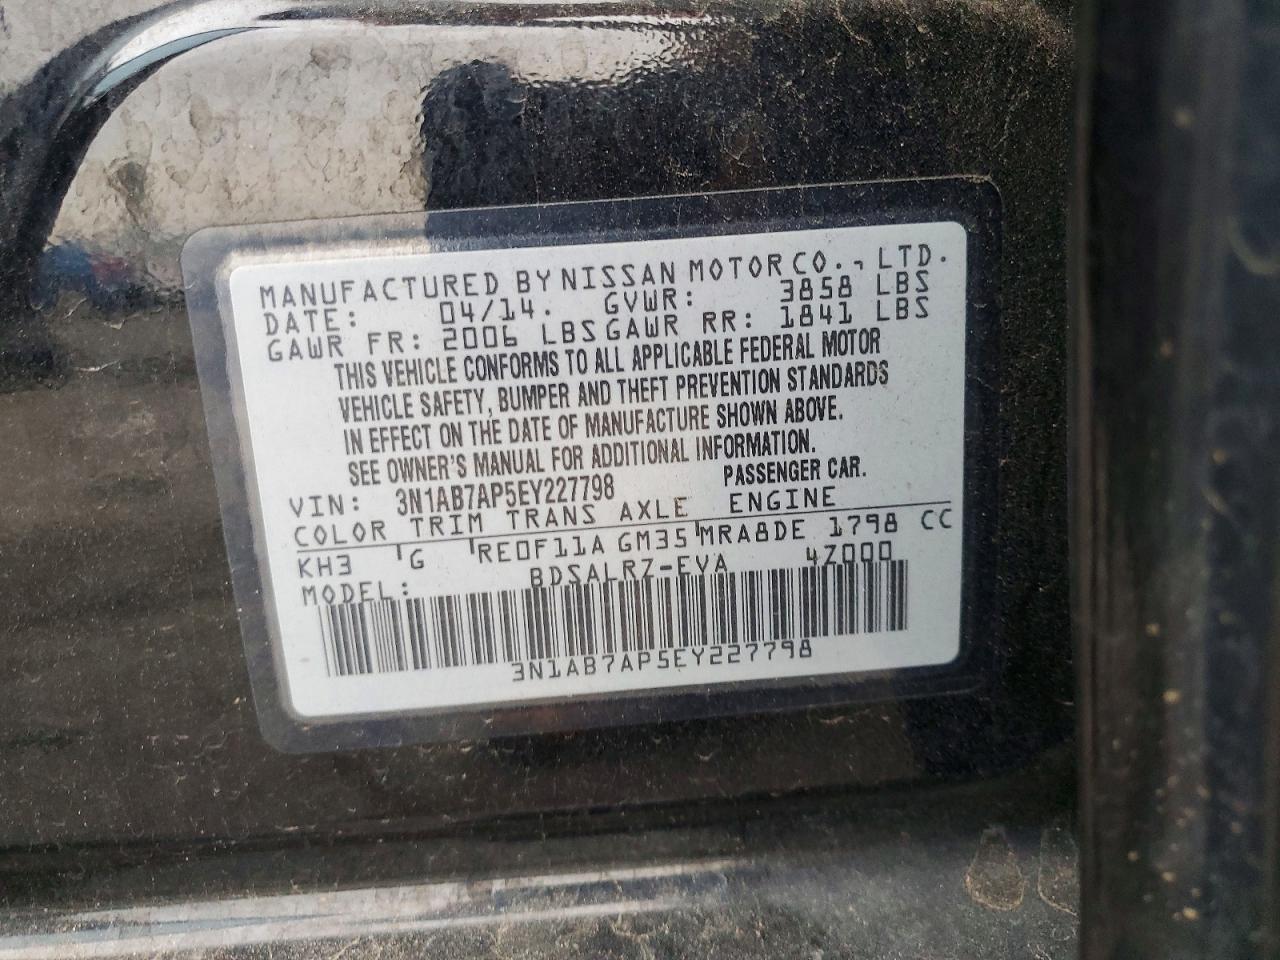 MANUFACTURED BY NISSAN MOTOR CO., LTD.
DATE: 04/14. GVWR: 3858 LBS
GAWR FR: 2006 LBS GAWR RR: 1841 LBS
THIS VEHICLE CONFORMS TO ALL APPLICABLE FEDERAL MOTOR
VEHICLE SAFETY, BUMPER AND THEFT PREVENTION STANDARDS
IN EFFECT ON THE DATE OF MANUFACTURE SHOWN ABOVE.
SEE OWNER'S MANUAL FOR ADDITIONAL INFORMATION.
VIN: 3N1AB7AP5EY227798 PASSENGER CAR.
COLOR TRIM TRANS AXLE ENGINE
KH3 G RE0F11A GM35 MRA8DE 1798 CC
MODEL: BDSALRZ-EVA 4Z000
3N1AB7AP5EY227798